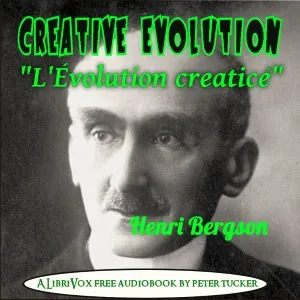 CREATIVE EVOLUTION
"L'Évolution creaticé"
Henri Bergson
A LIBRIVOX FREE AUDIOBOOK BY PETER TUCKER